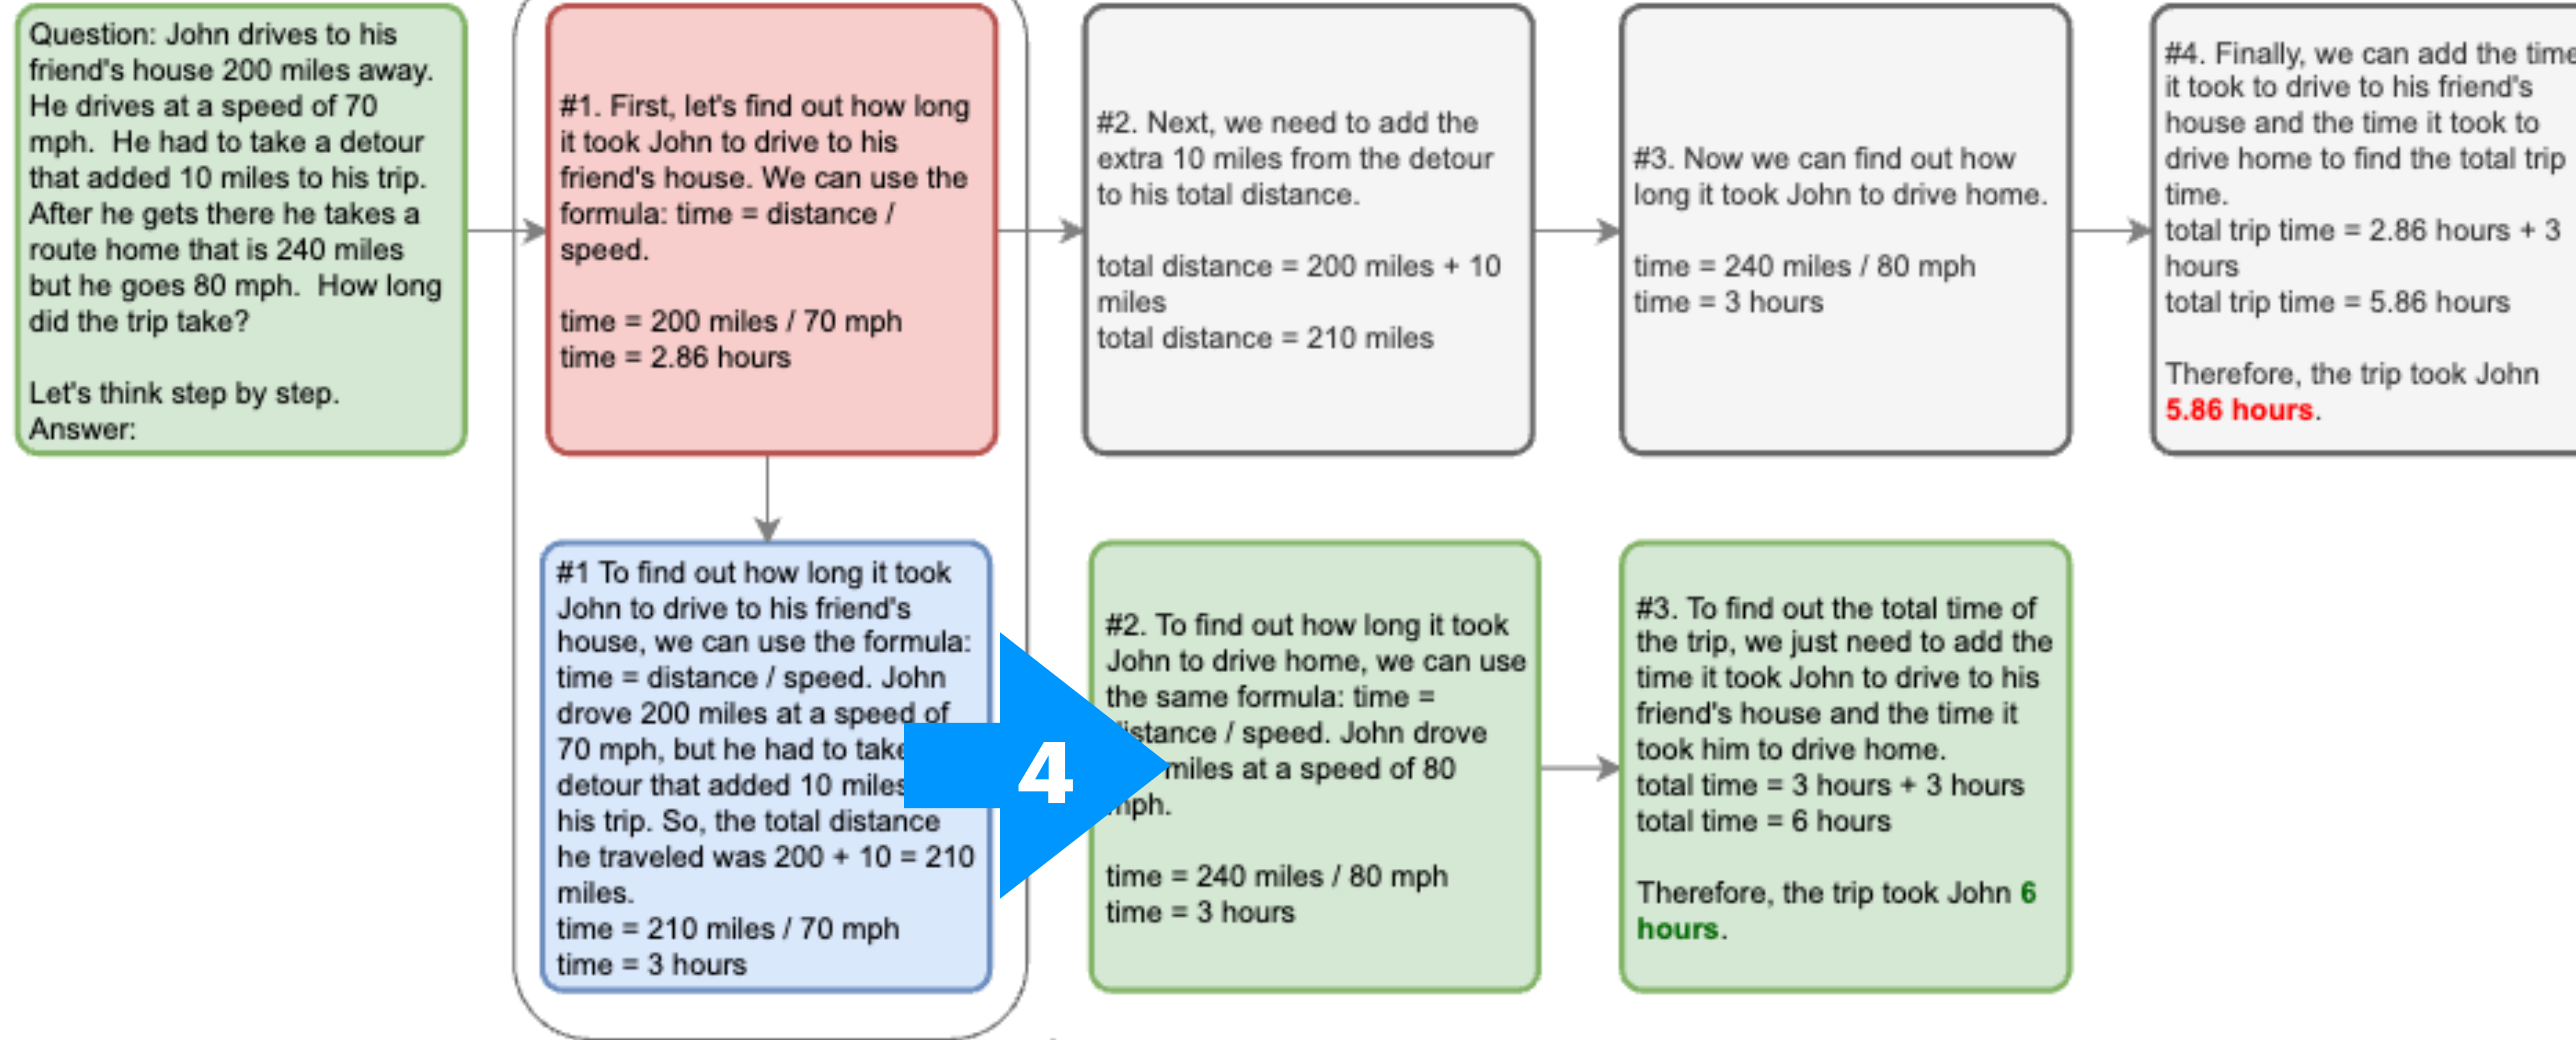 Question: John drives to his
friend's house 200 miles away.
He drives at a speed of 70
mph.  He had to take a detour
that added 10 miles to his trip.
After he gets there he takes a
route home that is 240 miles
but he goes 80 mph.  How long
did the trip take?
Let's think step by step.
Answer:
#1. First, let's find out how long
it took John to drive to his
friend's house. We can use the
formula: time = distance /
speed.
time = 200 miles / 70 mph
time = 2.86 hours
#2. Next, we need to add the
extra 10 miles from the detour
to his total distance.
total distance = 200 miles + 10
miles
total distance = 210 miles
#3. Now we can find out how
long it took John to drive home.
time = 240 miles / 80 mph
time = 3 hours
#4. Finally, we can add the time
it took to drive to his friend's
house and the time it took to
drive home to find the total trip
time.
total trip time = 2.86 hours + 3
hours
total trip time = 5.86 hours
Therefore, the trip took John
5.86 hours.
#1 To find out how long it took
John to drive to his friend's
house, we can use the formula:
time = distance / speed. John
drove 200 miles at a speed of
70 mph, but he had to take
detour that added 10 miles
his trip. So, the total distance
he traveled was 200 + 10 = 210
miles.
time = 210 miles / 70 mph
time = 3 hours
4
#2. To find out how long it took
John to drive home, we can use
the same formula: time =
distance / speed. John drove
miles at a speed of 80
mph.
time = 240 miles / 80 mph
time = 3 hours
#3. To find out the total time of
the trip, we just need to add the
time it took John to drive to his
friend's house and the time it
took him to drive home.
total time = 3 hours + 3 hours
total time = 6 hours
Therefore, the trip took John 6
hours.